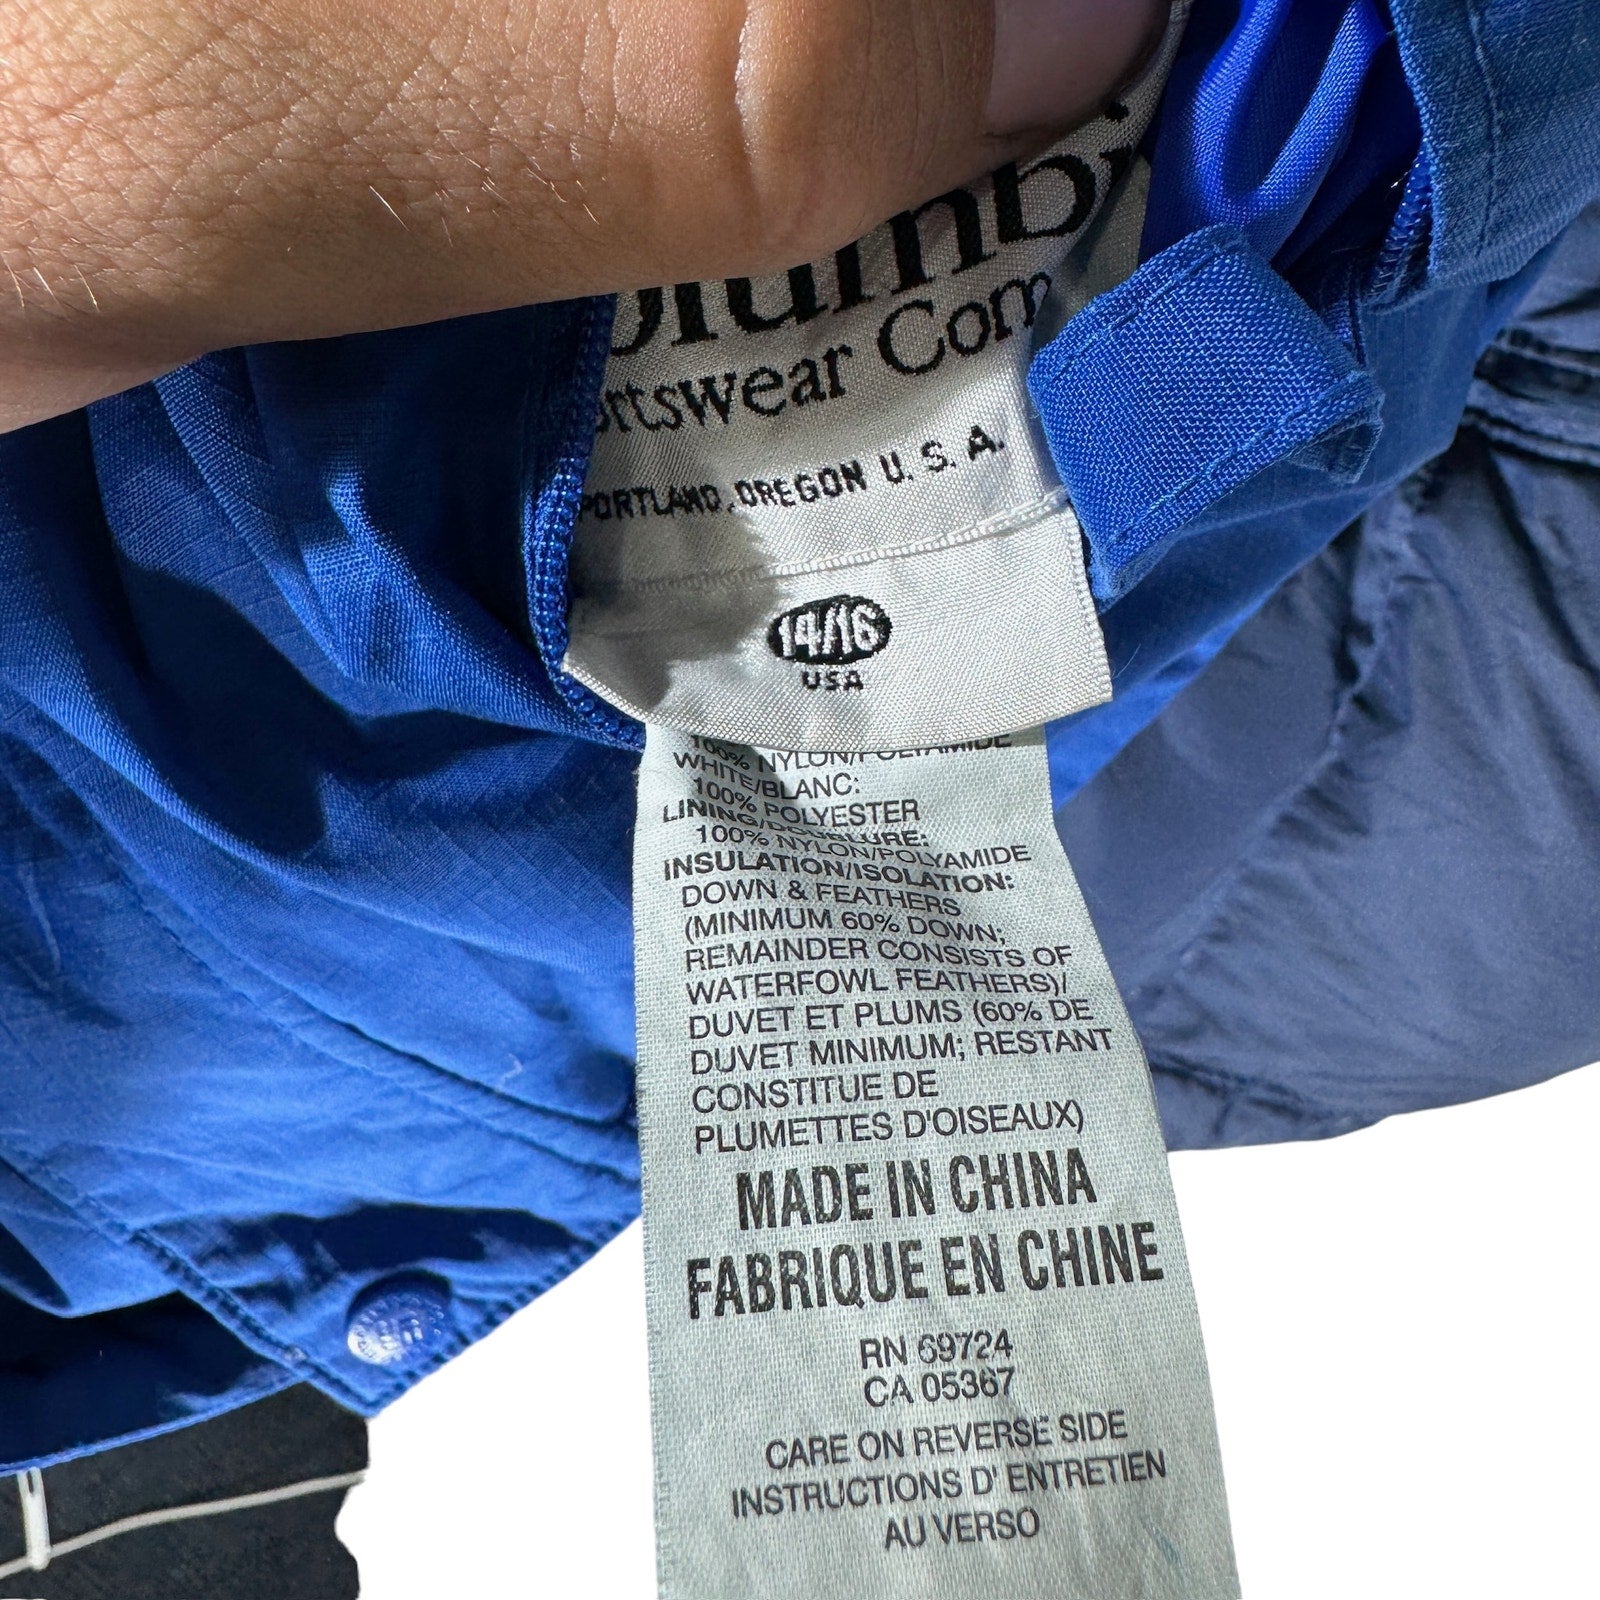 Sportswear Com
PORTLAND, OREGON U.S.A.
14/16
USA
100% NYLON/POLYAMIDE
WHITE/BLANC:
100% POLYESTER
LINING/DOUBLURE:
100% NYLON/POLYAMIDE
INSULATION/ISOLATION:
DOWN & FEATHERS
(MINIMUM 60% DOWN;
REMAINDER CONSISTS OF
WATERFOWL FEATHERS)/
DUVET ET PLUMS (60% DE
DUVET MINIMUM; RESTANT
CONSTITUE DE
PLUMETTES D'OISEAUX)
MADE IN CHINA
FABRIQUE EN CHINE
RN 69724
CA 05367
CARE ON REVERSE SIDE
INSTRUCTIONS D' ENTRETIEN
AU VERSO